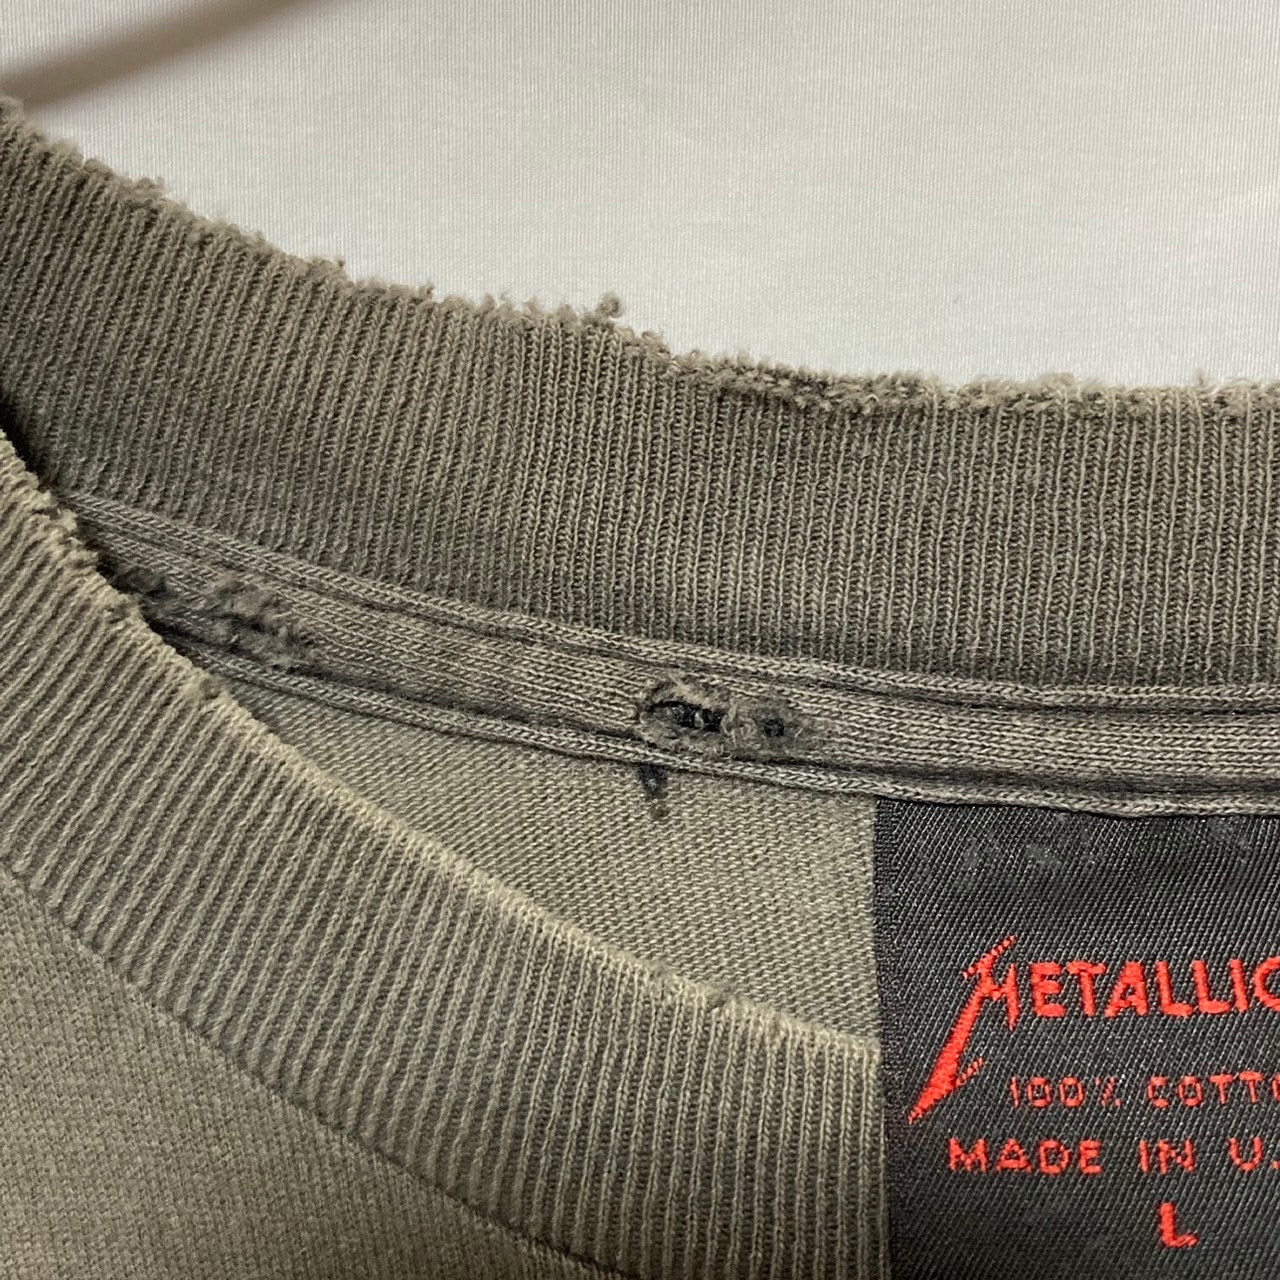 METALLIC
100% COTTO
MADE IN U.
L